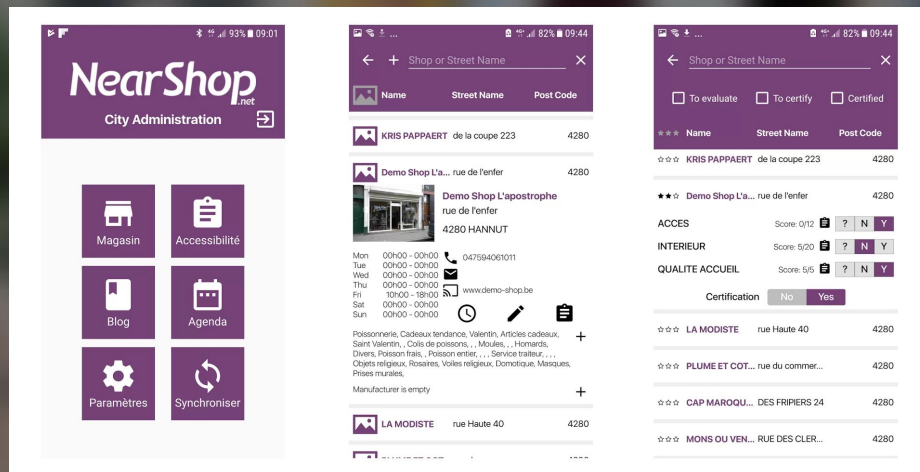 93% 09:01
NearShop
.net
City Administration
Magasin
Accessibilité
Blog
Agenda
Paramètres
Synchroniser
... 4G+ 82% 09:44
Shop or Street Name
Name Street Name Post Code
KRIS PAPPAERT de la coupe 223 4280
Demo Shop L'a... rue de l'enfer 4280
Demo Shop L'apostrophe
rue de l'enfer
4280 HANNUT
Mon 00h00 - 00h00
Tue 00h00 - 00h00
Wed 00h00 - 00h00
Thu 00h00 - 00h00
Fri 10h00 - 18h00
Sat 00h00 - 00h00
Sun 00h00 - 00h00
047594061011
www.demo-shop.be
Poissonnerie, Cadeaux tendance, Valentin, Articles cadeaux,
Saint Valentin, , Colis de poissons, , , Moules, , , Homards,
Divers, Poisson frais, , Poisson entier, , , , Service traiteur, , , ,
Objets religieux, Rosaires, Voiles religieux, Domotique, Masques,
Prises murales,
Manufacturer is empty
LA MODISTE rue Haute 40 4280
... 4G+ 82% 09:44
Shop or Street Name
To evaluate To certify Certified
Name Street Name Post Code
KRIS PAPPAERT de la coupe 223 4280
Demo Shop L'a... rue de l'enfer 4280
ACCES Score: 0/12 ? N Y
INTERIEUR Score: 5/20 ? N Y
QUALITE ACCUEIL Score: 5/5 ? N Y
Certification No Yes
LA MODISTE rue Haute 40 4280
PLUME ET COT... rue du commer... 4280
CAP MAROQU... DES FRIPIERS 24 4280
MONS OU VEN... RUE DES CLER... 4280